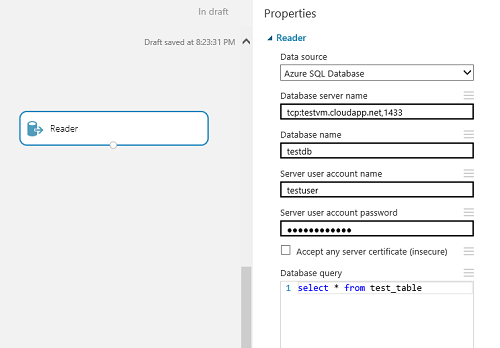 In draft
Draft saved at 8:23:31 PM
Reader
Properties
Reader
Data source
Azure SQL Database
Database server name
tcp:testvm.cloudapp.net,1433
Database name
testdb
Server user account name
testuser
Server user account password
●●●●●●●●●●●●
Accept any server certificate (insecure)
Database query
1 select * from test_table